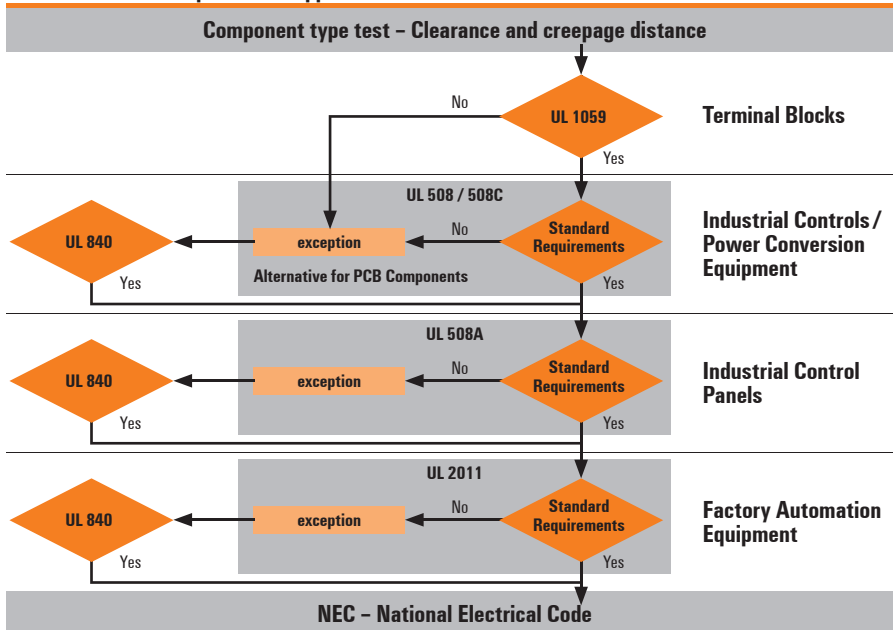 Component type test – Clearance and creepage distance
No
UL 1059
Terminal Blocks
Yes
UL 508 / 508C
UL 840
exception
No
Standard
Requirements
Industrial Controls /
Power Conversion
Equipment
Yes
Alternative for PCB Components
Yes
UL 508A
UL 840
exception
No
Standard
Requirements
Industrial Control
Panels
Yes
Yes
UL 2011
UL 840
exception
No
Standard
Requirements
Factory Automation
Equipment
Yes
Yes
NEC – National Electrical Code